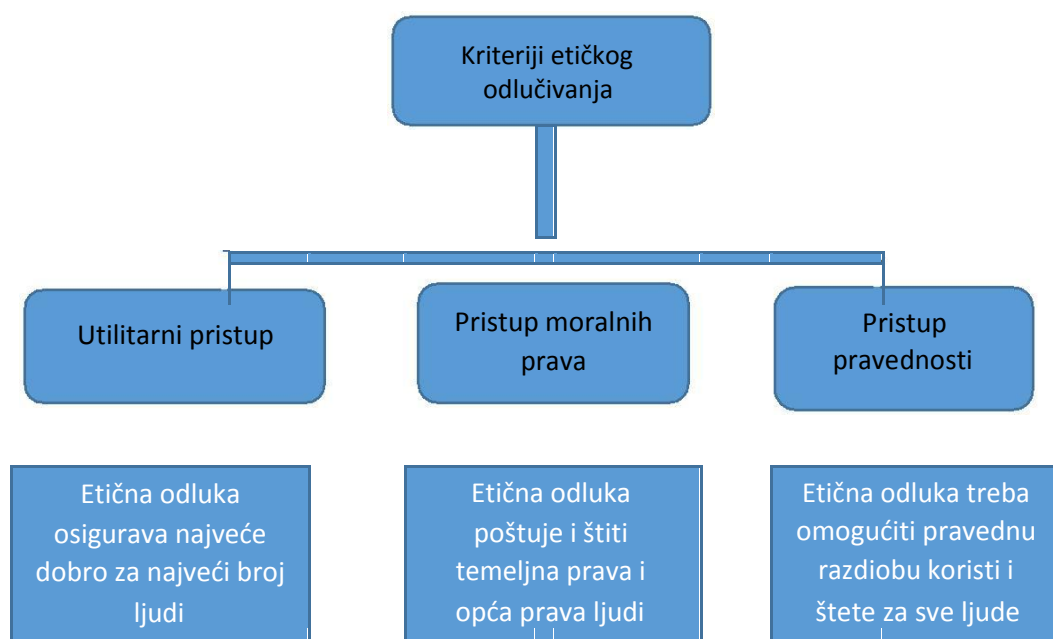 Kriteriji etičkog
odlučivanja
Utilitarni pristup
Pristup moralnih
prava
Pristup
pravednosti
Etična odluka
osigurava najveće
dobro za najveći broj
ljudi
Etična odluka
poštuje i štiti
temeljna prava i
opća prava ljudi
Etična odluka treba
omogućiti pravednu
razdiobu koristi i
štete za sve ljude